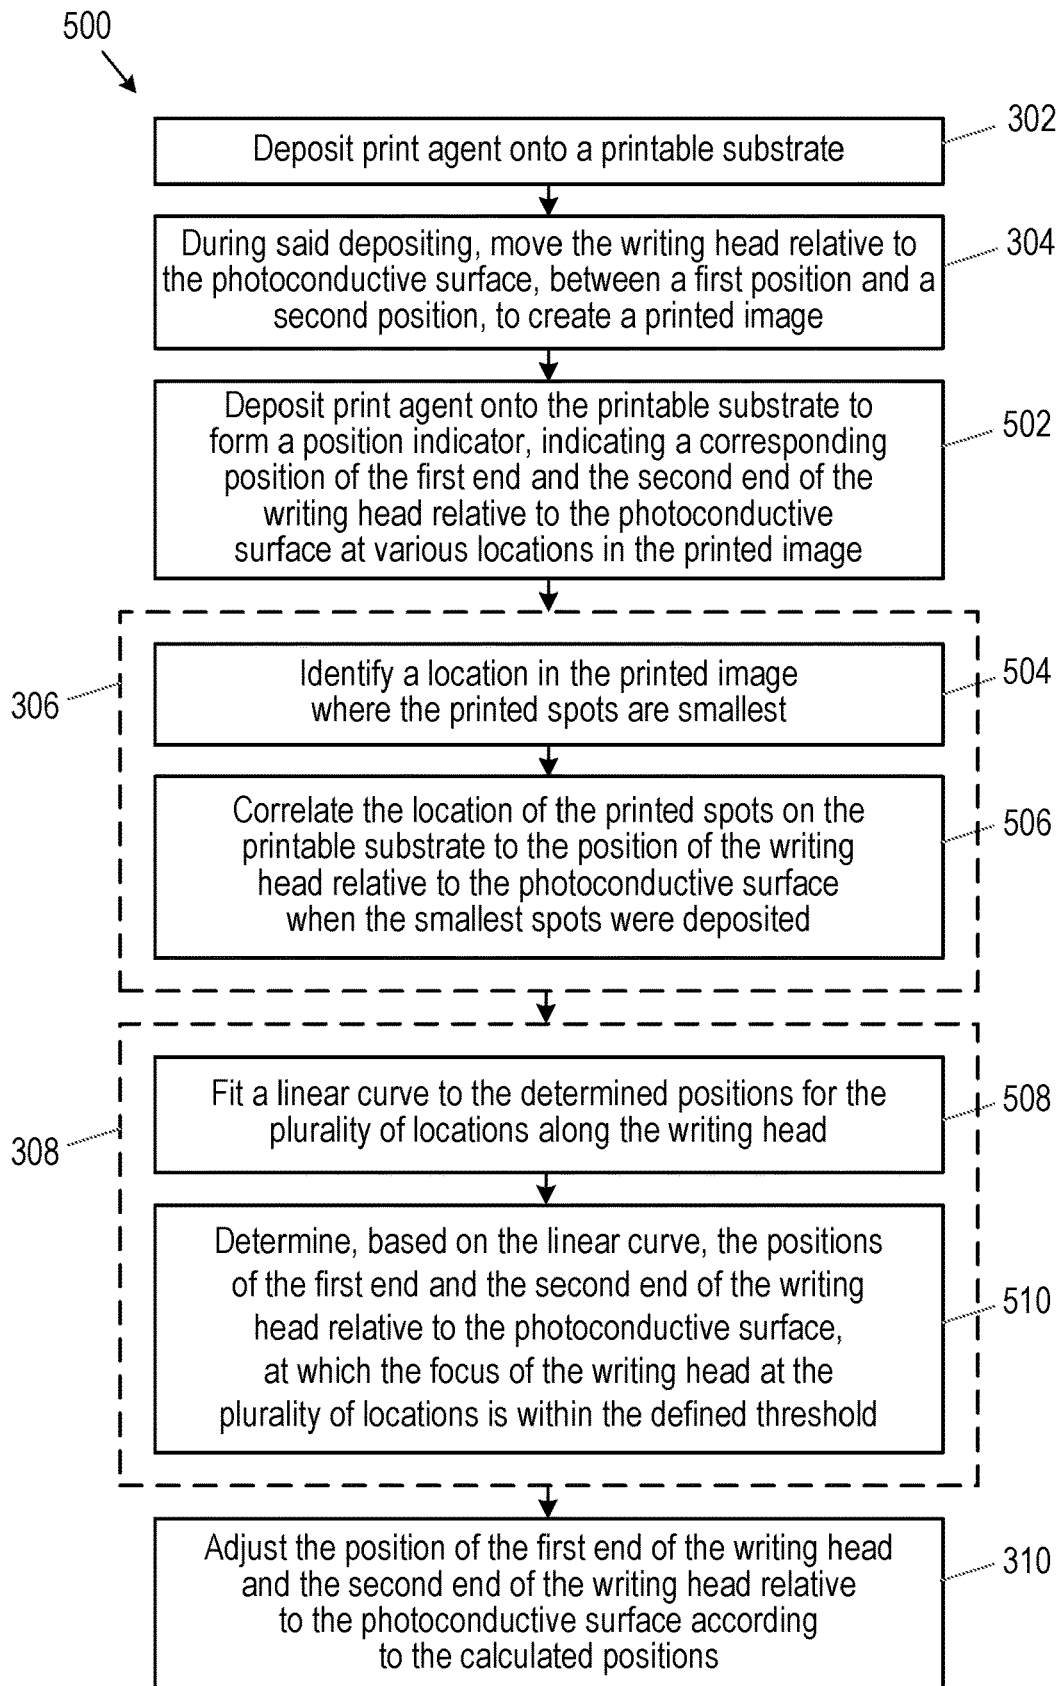 500
Deposit print agent onto a printable substrate
302
During said depositing, move the writing head relative to
the photoconductive surface, between a first position and a
second position, to create a printed image
304
Deposit print agent onto the printable substrate to
form a position indicator, indicating a corresponding
position of the first end and the second end of the
writing head relative to the photoconductive
surface at various locations in the printed image
502
306
Identify a location in the printed image
where the printed spots are smallest
504
Correlate the location of the printed spots on the
printable substrate to the position of the writing
head relative to the photoconductive surface
when the smallest spots were deposited
506
308
Fit a linear curve to the determined positions for the
plurality of locations along the writing head
508
Determine, based on the linear curve, the positions
of the first end and the second end of the writing
head relative to the photoconductive surface,
at which the focus of the writing head at the
plurality of locations is within the defined threshold
510
Adjust the position of the first end of the writing head
and the second end of the writing head relative
to the photoconductive surface according
to the calculated positions
310